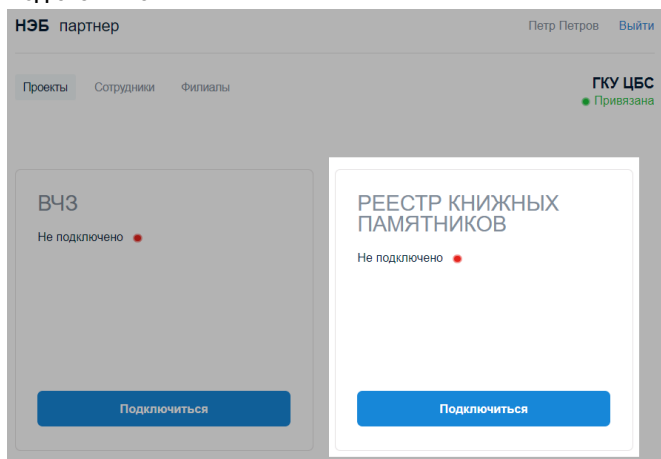 НЭБ партнер
Петр Петров Выйти
Проекты Сотрудники Филиалы
ГКУ ЦБС
Привязана
ВЧЗ
Не подключено
Подключиться
РЕЕСТР КНИЖНЫХ
ПАМЯТНИКОВ
Не подключено
Подключиться